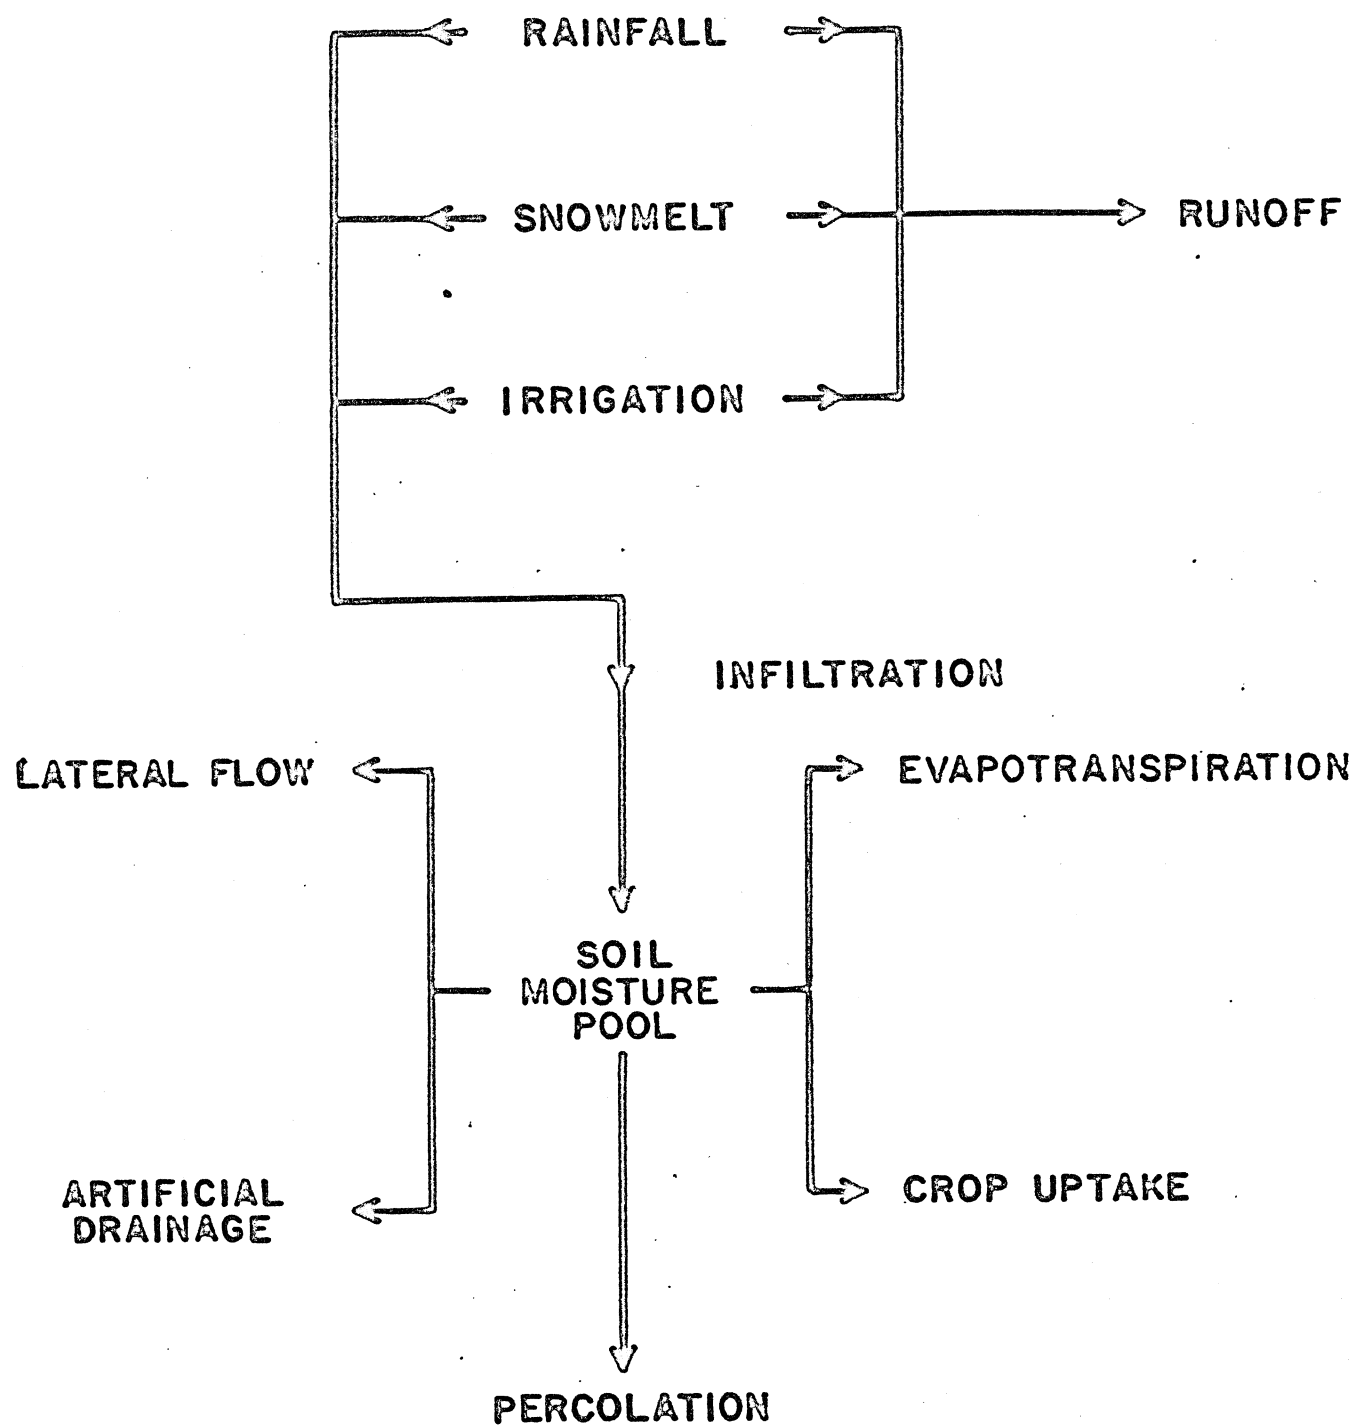 RAINFALL
SNOWMELT
RUNOFF
IRRIGATION
INFILTRATION
LATERAL FLOW
EVAPOTRANSPIRATION
SOIL
MOISTURE
POOL
ARTIFICIAL
DRAINAGE
CROP UPTAKE
PERCOLATION